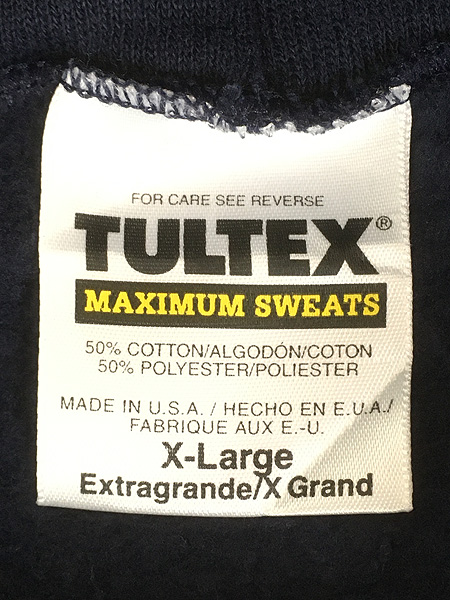 FOR CARE SEE REVERSE
TULTEX®
MAXIMUM SWEATS
50% COTTON/ALGODÓN/COTON
50% POLYESTER/POLIESTER
MADE IN U.S.A. / HECHO EN E.U.A./
FABRIQUE AUX E.-U.
X-Large
Extragrande/X Grand